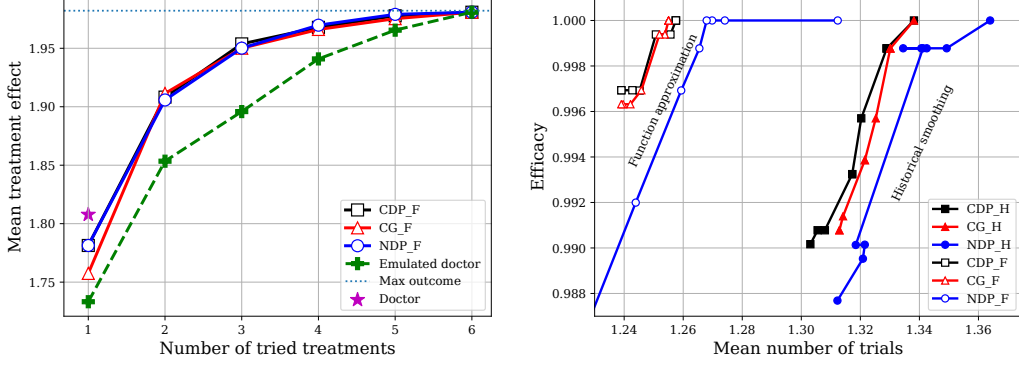 Mean treatment effect
1.95
1.90
1.85
1.80
1.75
1
2
3
4
5
6
Number of tried treatments
CDP_F
CG_F
NDP_F
Emulated doctor
Max outcome
Doctor
Efficacy
1.000
0.998
0.996
0.994
0.992
0.990
0.988
1.24
1.26
1.28
1.30
1.32
1.34
1.36
Mean number of trials
Function approximation
Historical smoothing
CDP_H
CG_H
NDP_H
CDP_F
CG_F
NDP_F